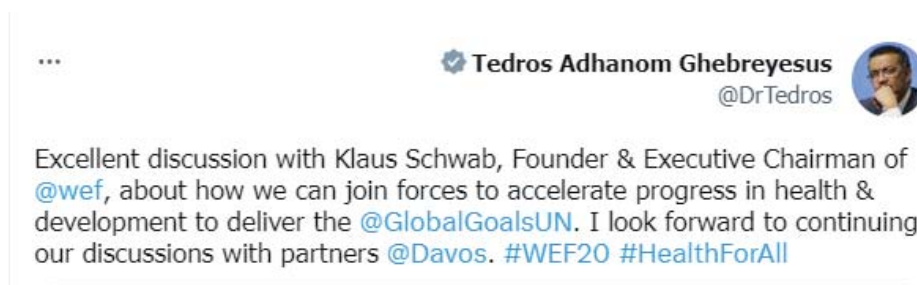 ...
Tedros Adhanom Ghebreyesus
@DrTedros
Excellent discussion with Klaus Schwab, Founder & Executive Chairman of
@wef, about how we can join forces to accelerate progress in health &
development to deliver the @GlobalGoalsUN. I look forward to continuing
our discussions with partners @Davos. #WEF20 #HealthForAll